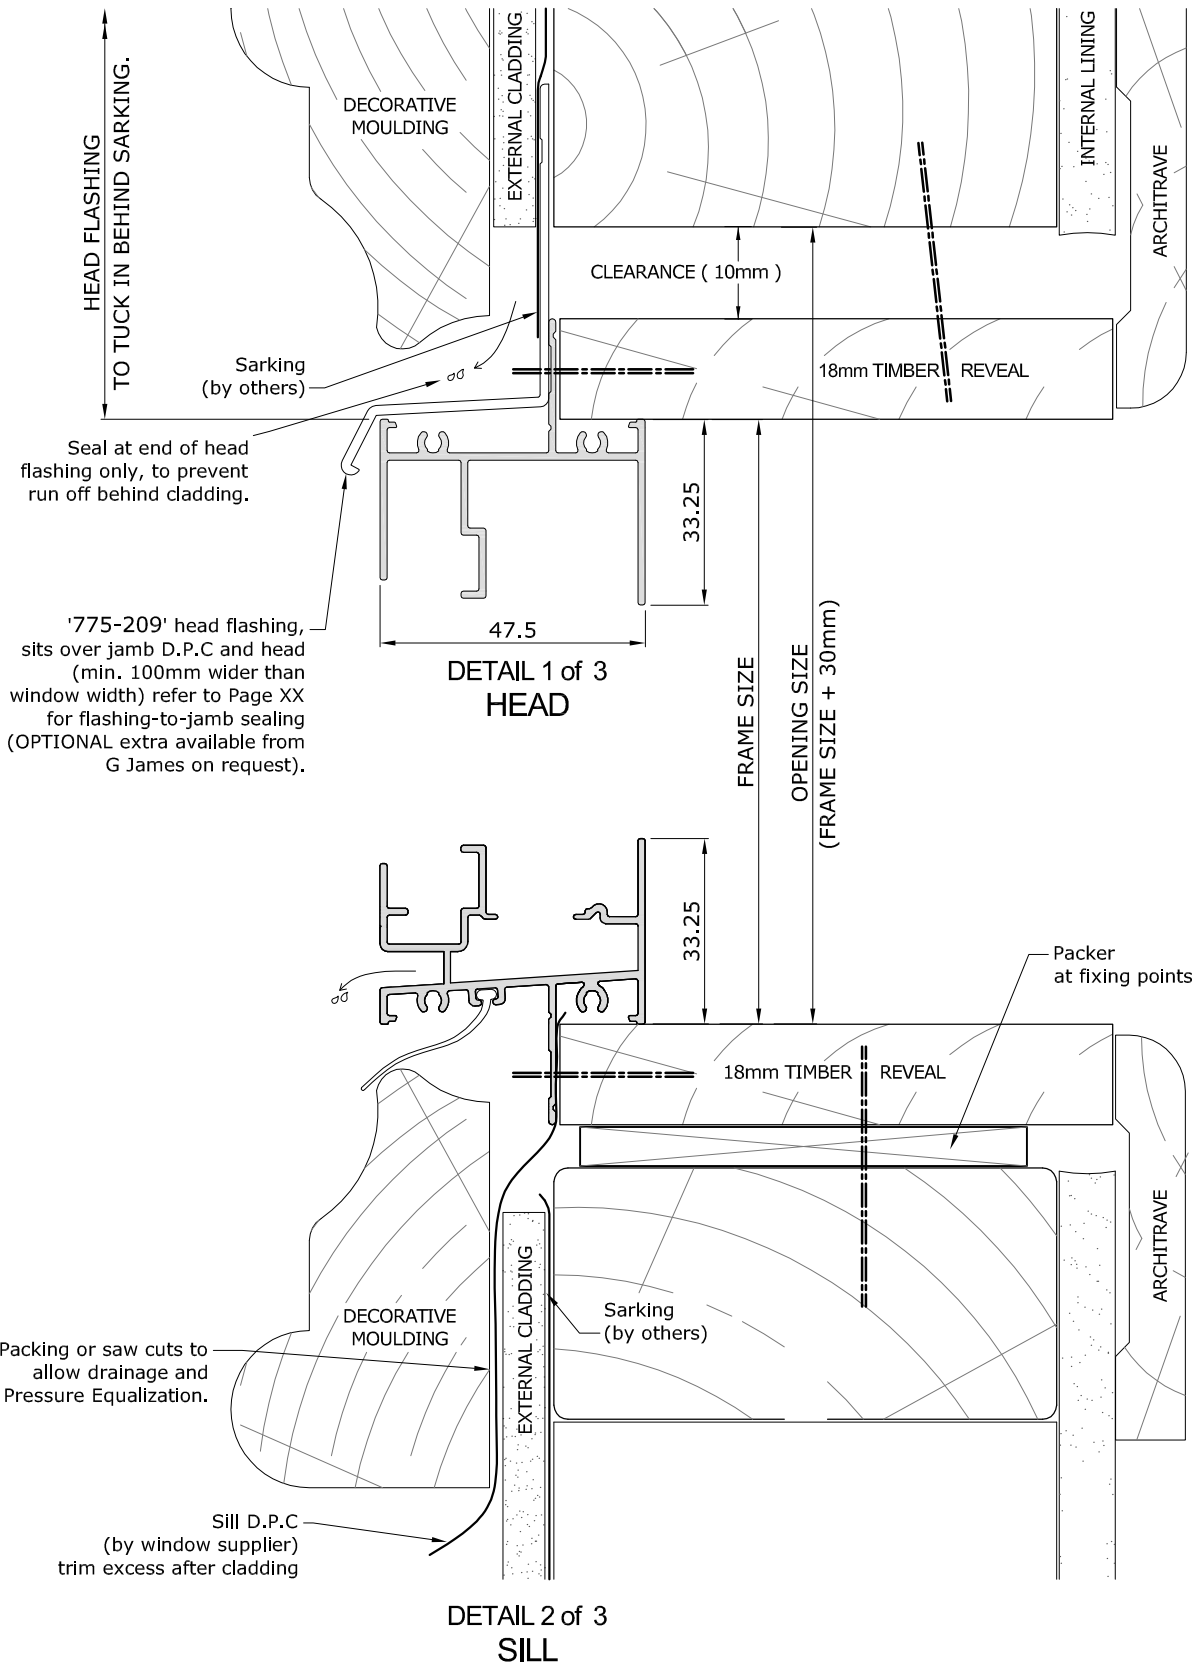 HEAD FLASHING
TO TUCK IN BEHIND SARKING.
DECORATIVE
MOULDING
EXTERNAL CLADDING
INTERNAL LINING
ARCHITRAVE
CLEARANCE ( 10mm )
Sarking
(by others)
18mm TIMBER REVEAL
Seal at end of head
flashing only, to prevent
run off behind cladding.
33.25
'775-209' head flashing,
sits over jamb D.P.C and head
(min. 100mm wider than
window width) refer to Page XX
for flashing-to-jamb sealing
(OPTIONAL extra available from
G James on request).
47.5
DETAIL 1 of 3
HEAD
FRAME SIZE
OPENING SIZE
(FRAME SIZE + 30mm)
33.25
Packer
at fixing points
18mm TIMBER REVEAL
ARCHITRAVE
EXTERNAL CLADDING
Sarking
(by others)
DECORATIVE
MOULDING
Packing or saw cuts to
allow drainage and
Pressure Equalization.
Sill D.P.C
(by window supplier)
trim excess after cladding
DETAIL 2 of 3
SILL